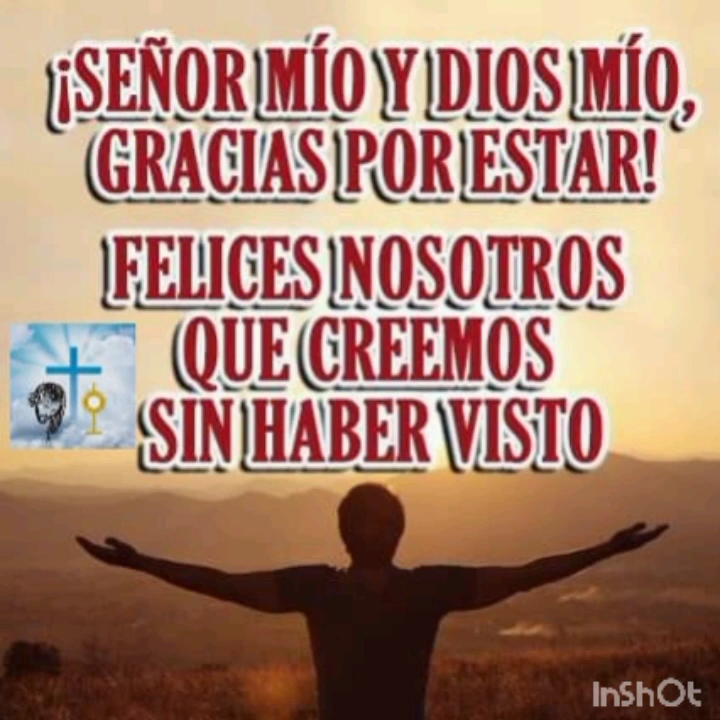 ¡SEÑOR MÍO Y DIOS MÍO,
GRACIAS POR ESTAR!
FELICES NOSOTROS
QUE CREEMOS
SIN HABER VISTO
InShOt